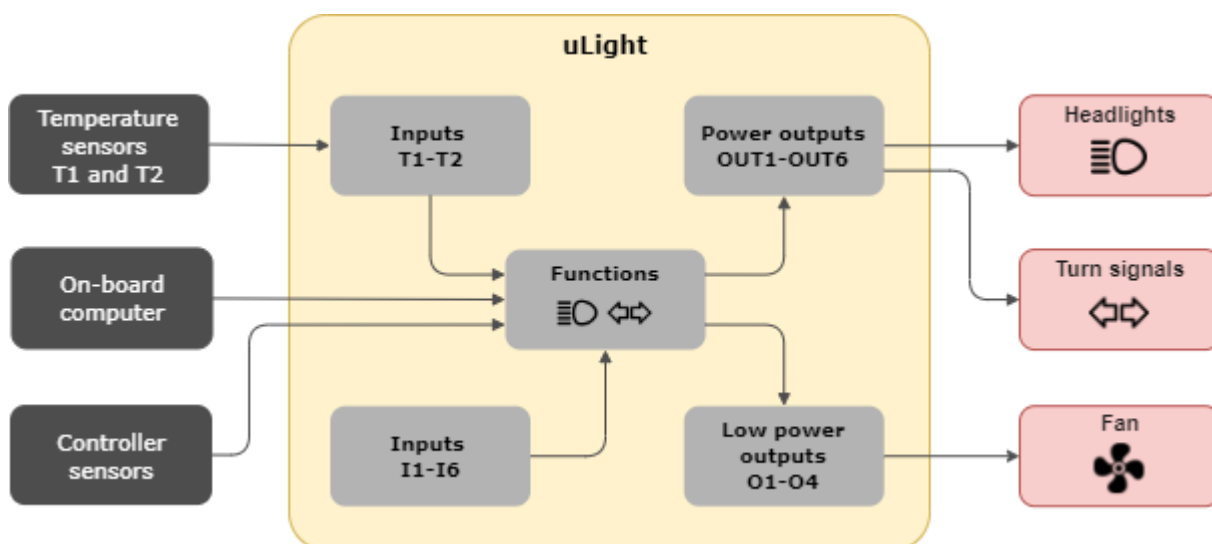 uLight
Temperature
sensors
T1 and T2
Inputs
T1-T2
Power outputs
OUT1-OUT6
Headlights
On-board
computer
Functions
Turn signals
Controller
sensors
Inputs
I1-I6
Low power
outputs
O1-O4
Fan